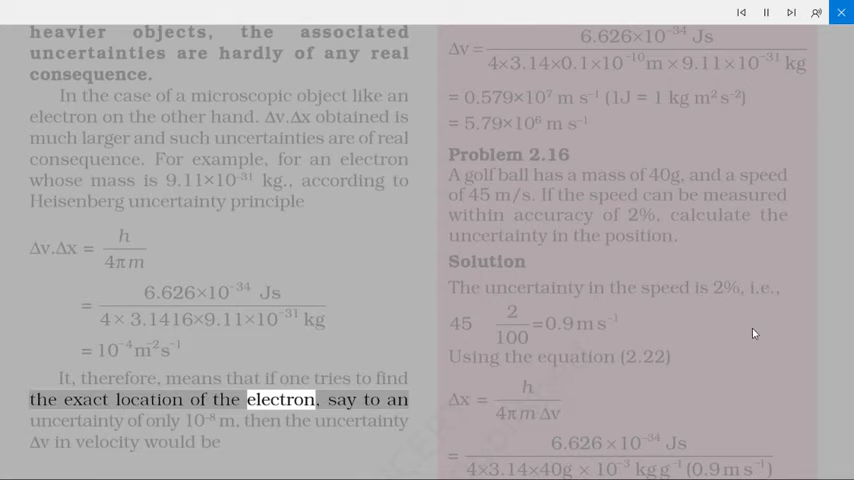 heavier objects, the associated
uncertainties are hardly of any real
consequence.
In the case of a microscopic object like an
electron on the other hand. Δv.Δx obtained is
much larger and such uncertainties are of real
consequence. For example, for an electron
whose mass is 9.11×10⁻³¹ kg., according to
Heisenberg uncertainty principle
Δv.Δx = h
4πm
= 6.626×10⁻³⁴ Js
4× 3.1416×9.11×10⁻³¹ kg
= 10⁻⁴m⁻²s⁻¹
It, therefore, means that if one tries to find
the exact location of the electron, say to an
uncertainty of only 10⁻⁸ m, then the uncertainty
Δv in velocity would be
Δv = 6.626×10⁻³⁴ Js
4×3.14×0.1×10⁻¹⁰m × 9.11×10⁻³¹ kg
= 0.579×10⁷ m s⁻¹ (1J = 1 kg m² s⁻²)
= 5.79×10⁶ m s⁻¹
Problem 2.16
A golf ball has a mass of 40g, and a speed
of 45 m/s. If the speed can be measured
within accuracy of 2%, calculate the
uncertainty in the position.
Solution
The uncertainty in the speed is 2%, i.e.,
45 2
100 =0.9 m s⁻¹
Using the equation (2.22)
Δx = h
4πm Δv
= 6.626 ×10⁻³⁴ Js
4×3.14×40g × 10⁻³ kg g⁻¹ (0.9 m s⁻¹)